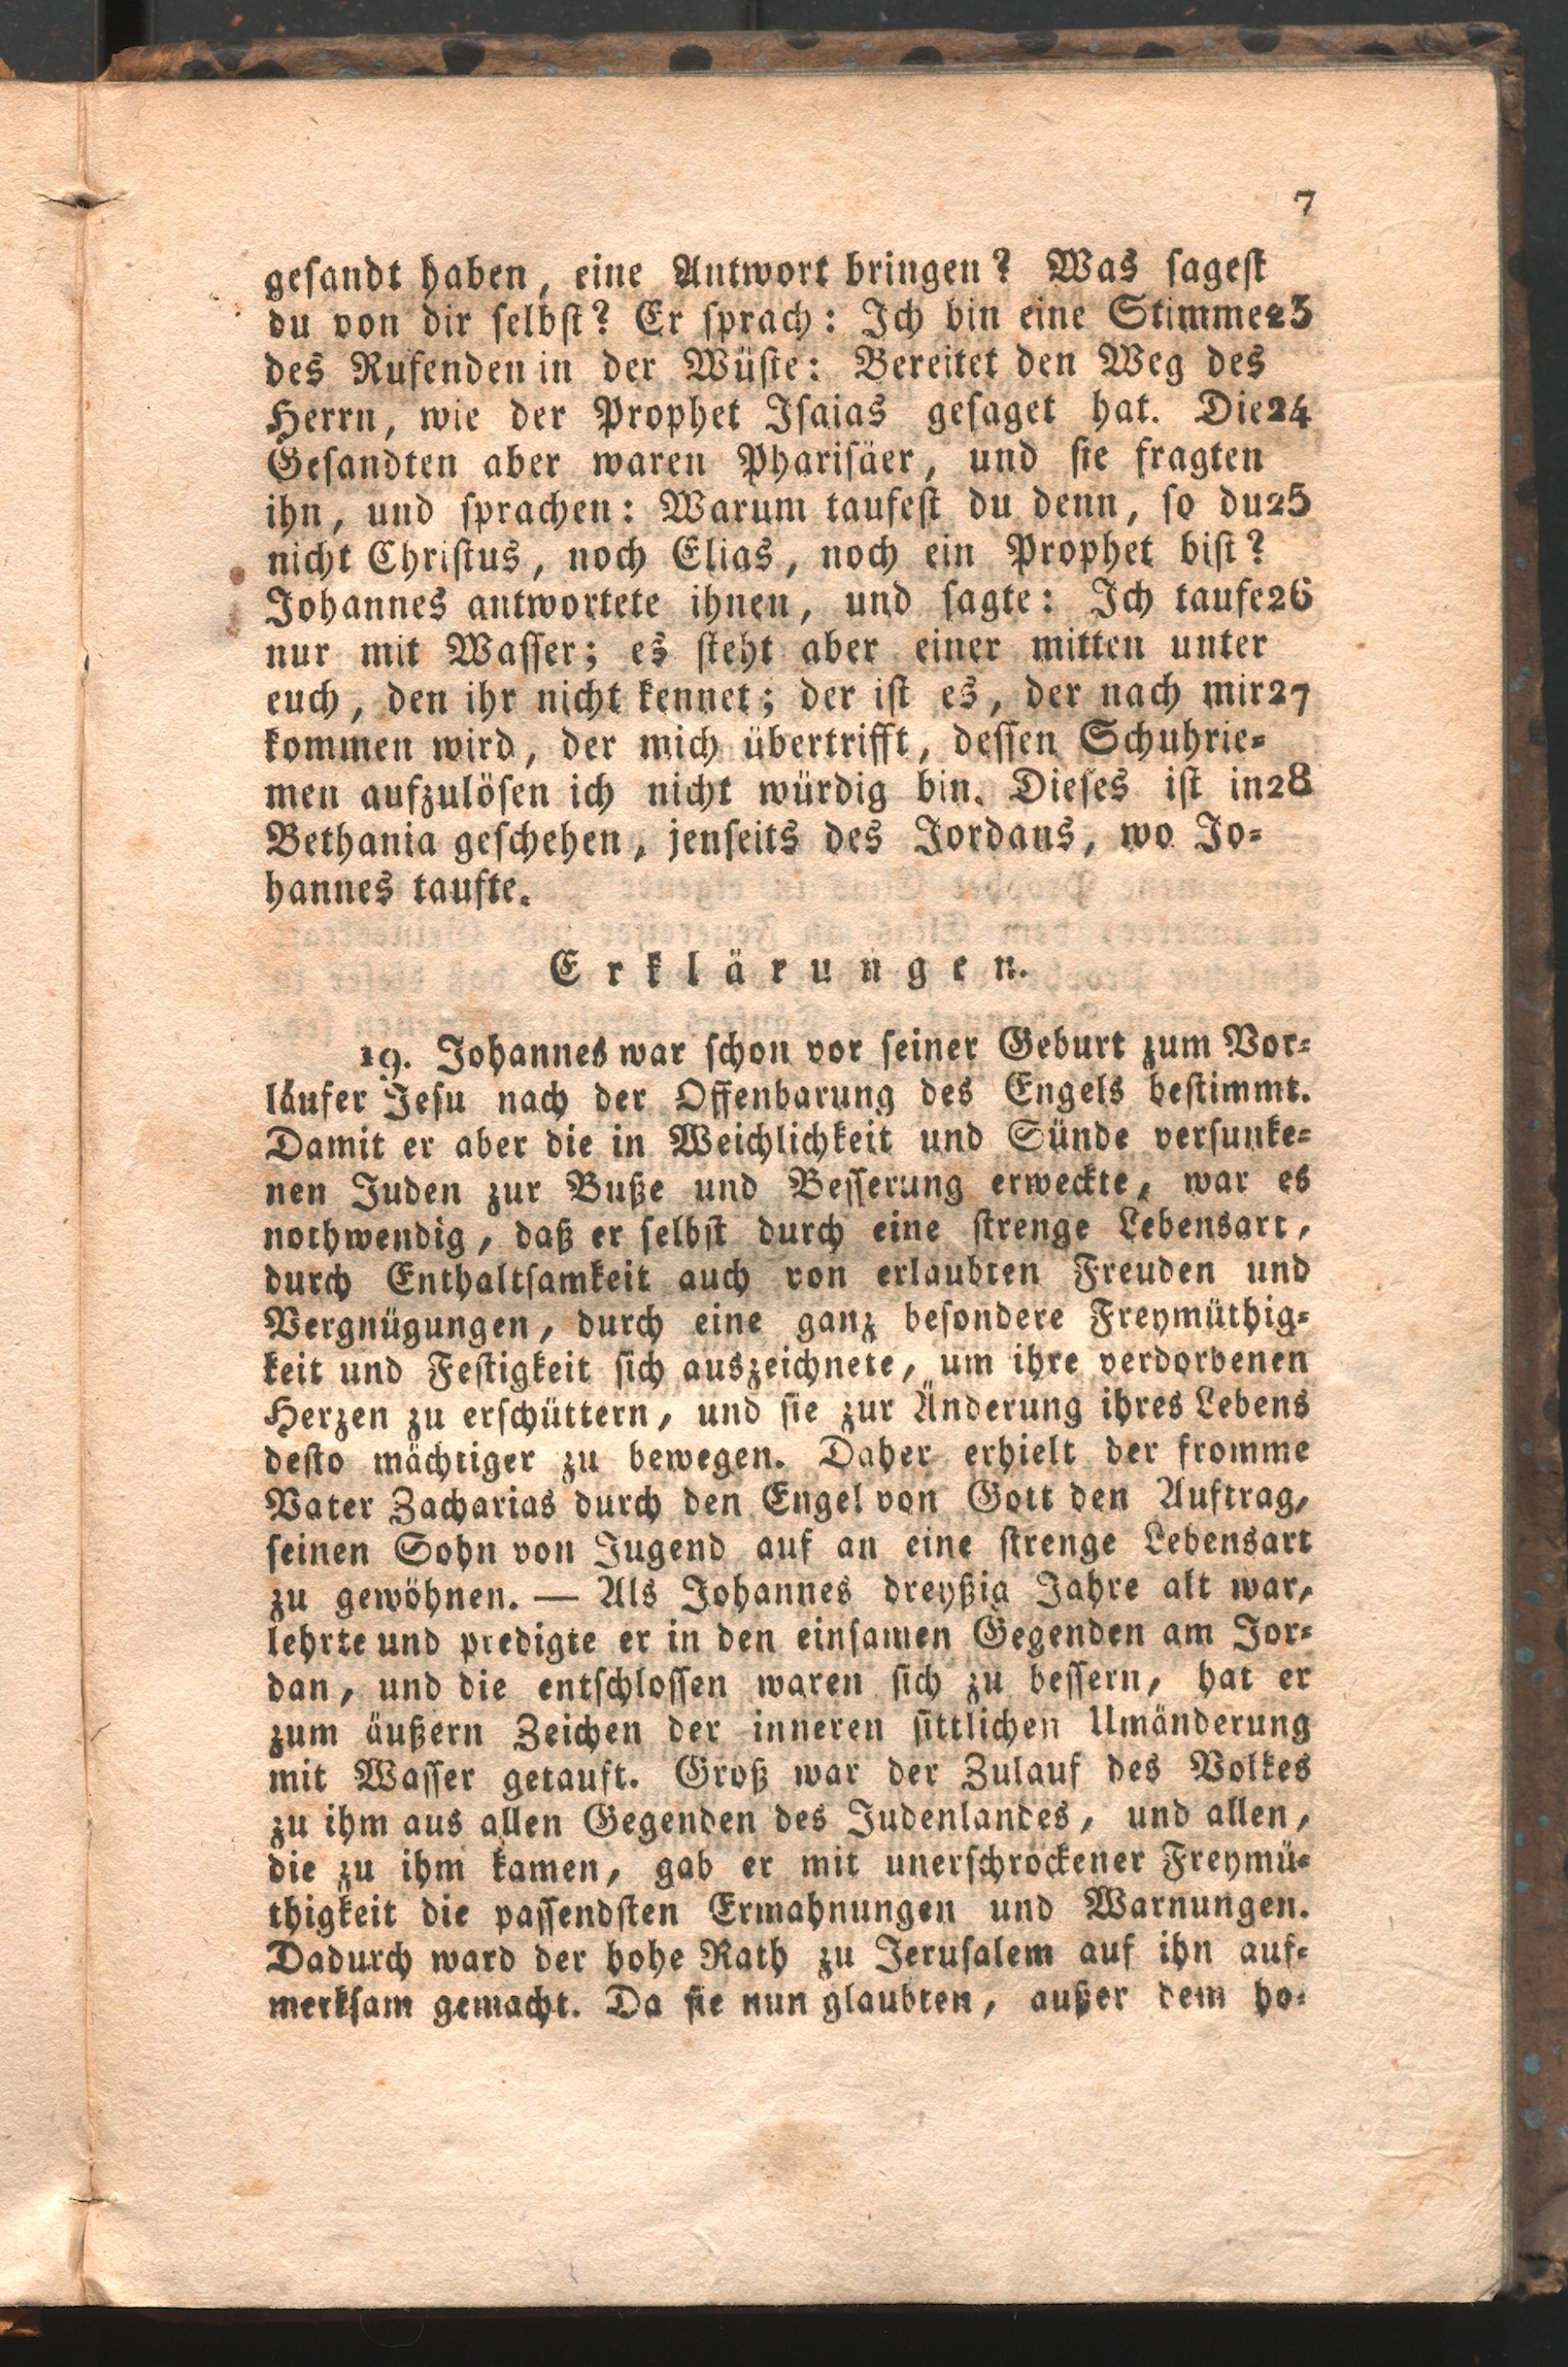 7
gesandt haben, eine Antwort bringen? Was sagest
du von dir selbst? Er sprach: Ich bin eine Stimme23
des Rufenden in der Wüste: Bereitet den Weg des
Herrn, wie der Prophet Isaias gesaget hat. Die24
Gesandten aber waren Pharisäer, und sie fragten
ihn, und sprachen: Warum taufest du denn, so du25
nicht Christus, noch Elias, noch ein Prophet bist?
Johannes antwortete ihnen, und sagte: Ich taufe26
nur mit Wasser; es steht aber einer mitten unter
euch, den ihr nicht kennet; der ist es, der nach mir27
kommen wird, der mich übertrifft, dessen Schuhrie=
men aufzulösen ich nicht würdig bin. Dieses ist in28
Bethania geschehen, jenseits des Jordans, wo Jo=
hannes taufte.
Erklärungen.
19. Johannes war schon vor seiner Geburt zum Vor=
läufer Jesu nach der Offenbarung des Engels bestimmt.
Damit er aber die in Weichlichkeit und Sünde versunke=
nen Juden zur Buße und Besserung erweckte, war es
nothwendig, daß er selbst durch eine strenge Lebensart,
durch Enthaltsamkeit auch von erlaubten Freuden und
Vergnügungen, durch eine ganz besondere Freymüthig=
keit und Festigkeit sich auszeichnete, um ihre verdorbenen
Herzen zu erschüttern, und sie zur Änderung ihres Lebens
desto mächtiger zu bewegen. Daher erhielt der fromme
Vater Zacharias durch den Engel von Gott den Auftrag,
seinen Sohn von Jugend auf an eine strenge Lebensart
zu gewöhnen. — Als Johannes dreyßig Jahre alt war,
lehrte und predigte er in den einsamen Gegenden am Jor=
dan, und die entschlossen waren sich zu bessern, hat er
zum äußern Zeichen der inneren sittlichen Umänderung
mit Wasser getauft. Groß war der Zulauf des Volkes
zu ihm aus allen Gegenden des Judenlandes, und allen,
die zu ihm kamen, gab er mit unerschrockener Freymü=
thigkeit die passendsten Ermahnungen und Warnungen.
Dadurch ward der hohe Rath zu Jerusalem auf ihn auf=
merksam gemacht. Da sie nun glaubten, außer dem ho=